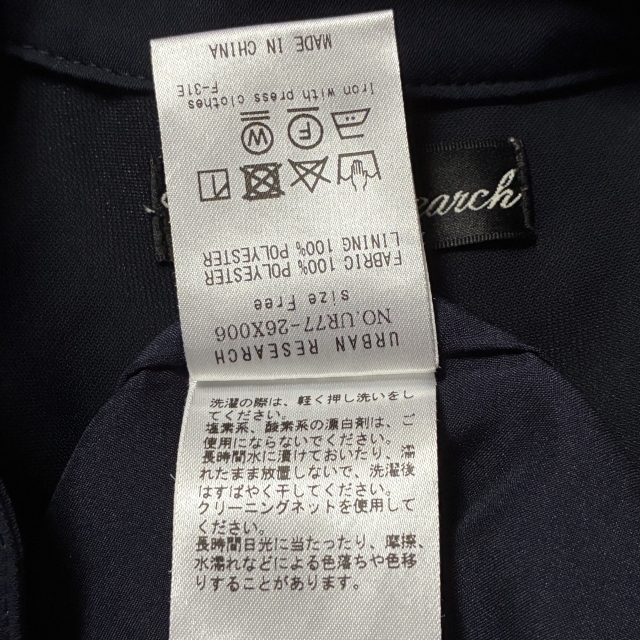 URBAN RESEARCH
NO.UR77-26X006
size Free
FABRIC 100% POLYESTER
LINING 100% POLYESTER
Iron with press clothes
F-31E
MADE IN CHINA
earch
洗濯の際は、軽く押し洗いをし
てください。
塩素系、酸素系の漂白剤は、ご
使用にならないでください。
長時間水に漬けておいたり、濡
れたまま放置しないで、洗濯後
はすばやく干してください。
クリーニングネットを使用して
ください。
長時間日光に当たったり、摩擦、
水濡れなどによる色落ちや色移
りすることがあります。